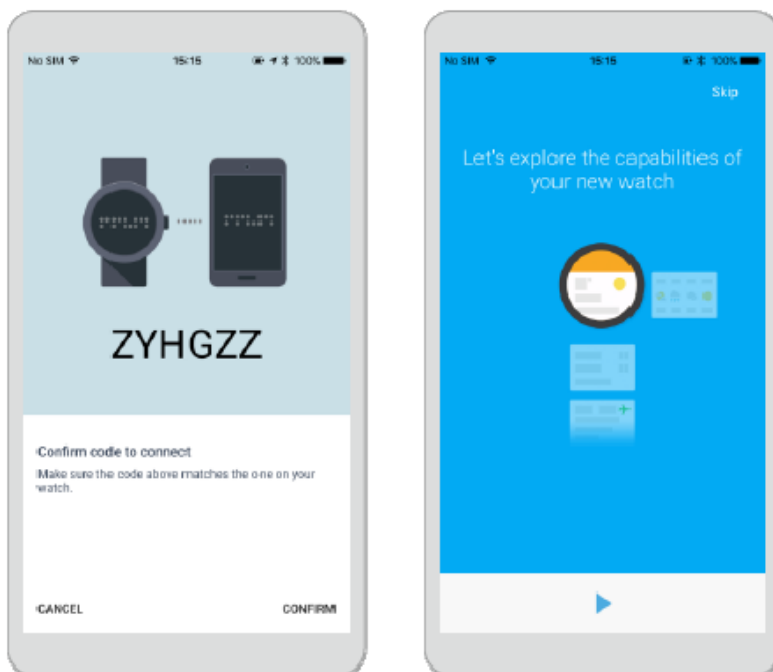 No SIM 15:15 100%
ZYHGZZ
Confirm code to connect
Make sure the code above matches the one on your
watch.
CANCEL CONFIRM
No SIM 15:15 100%
Skip
Let's explore the capabilities of
your new watch